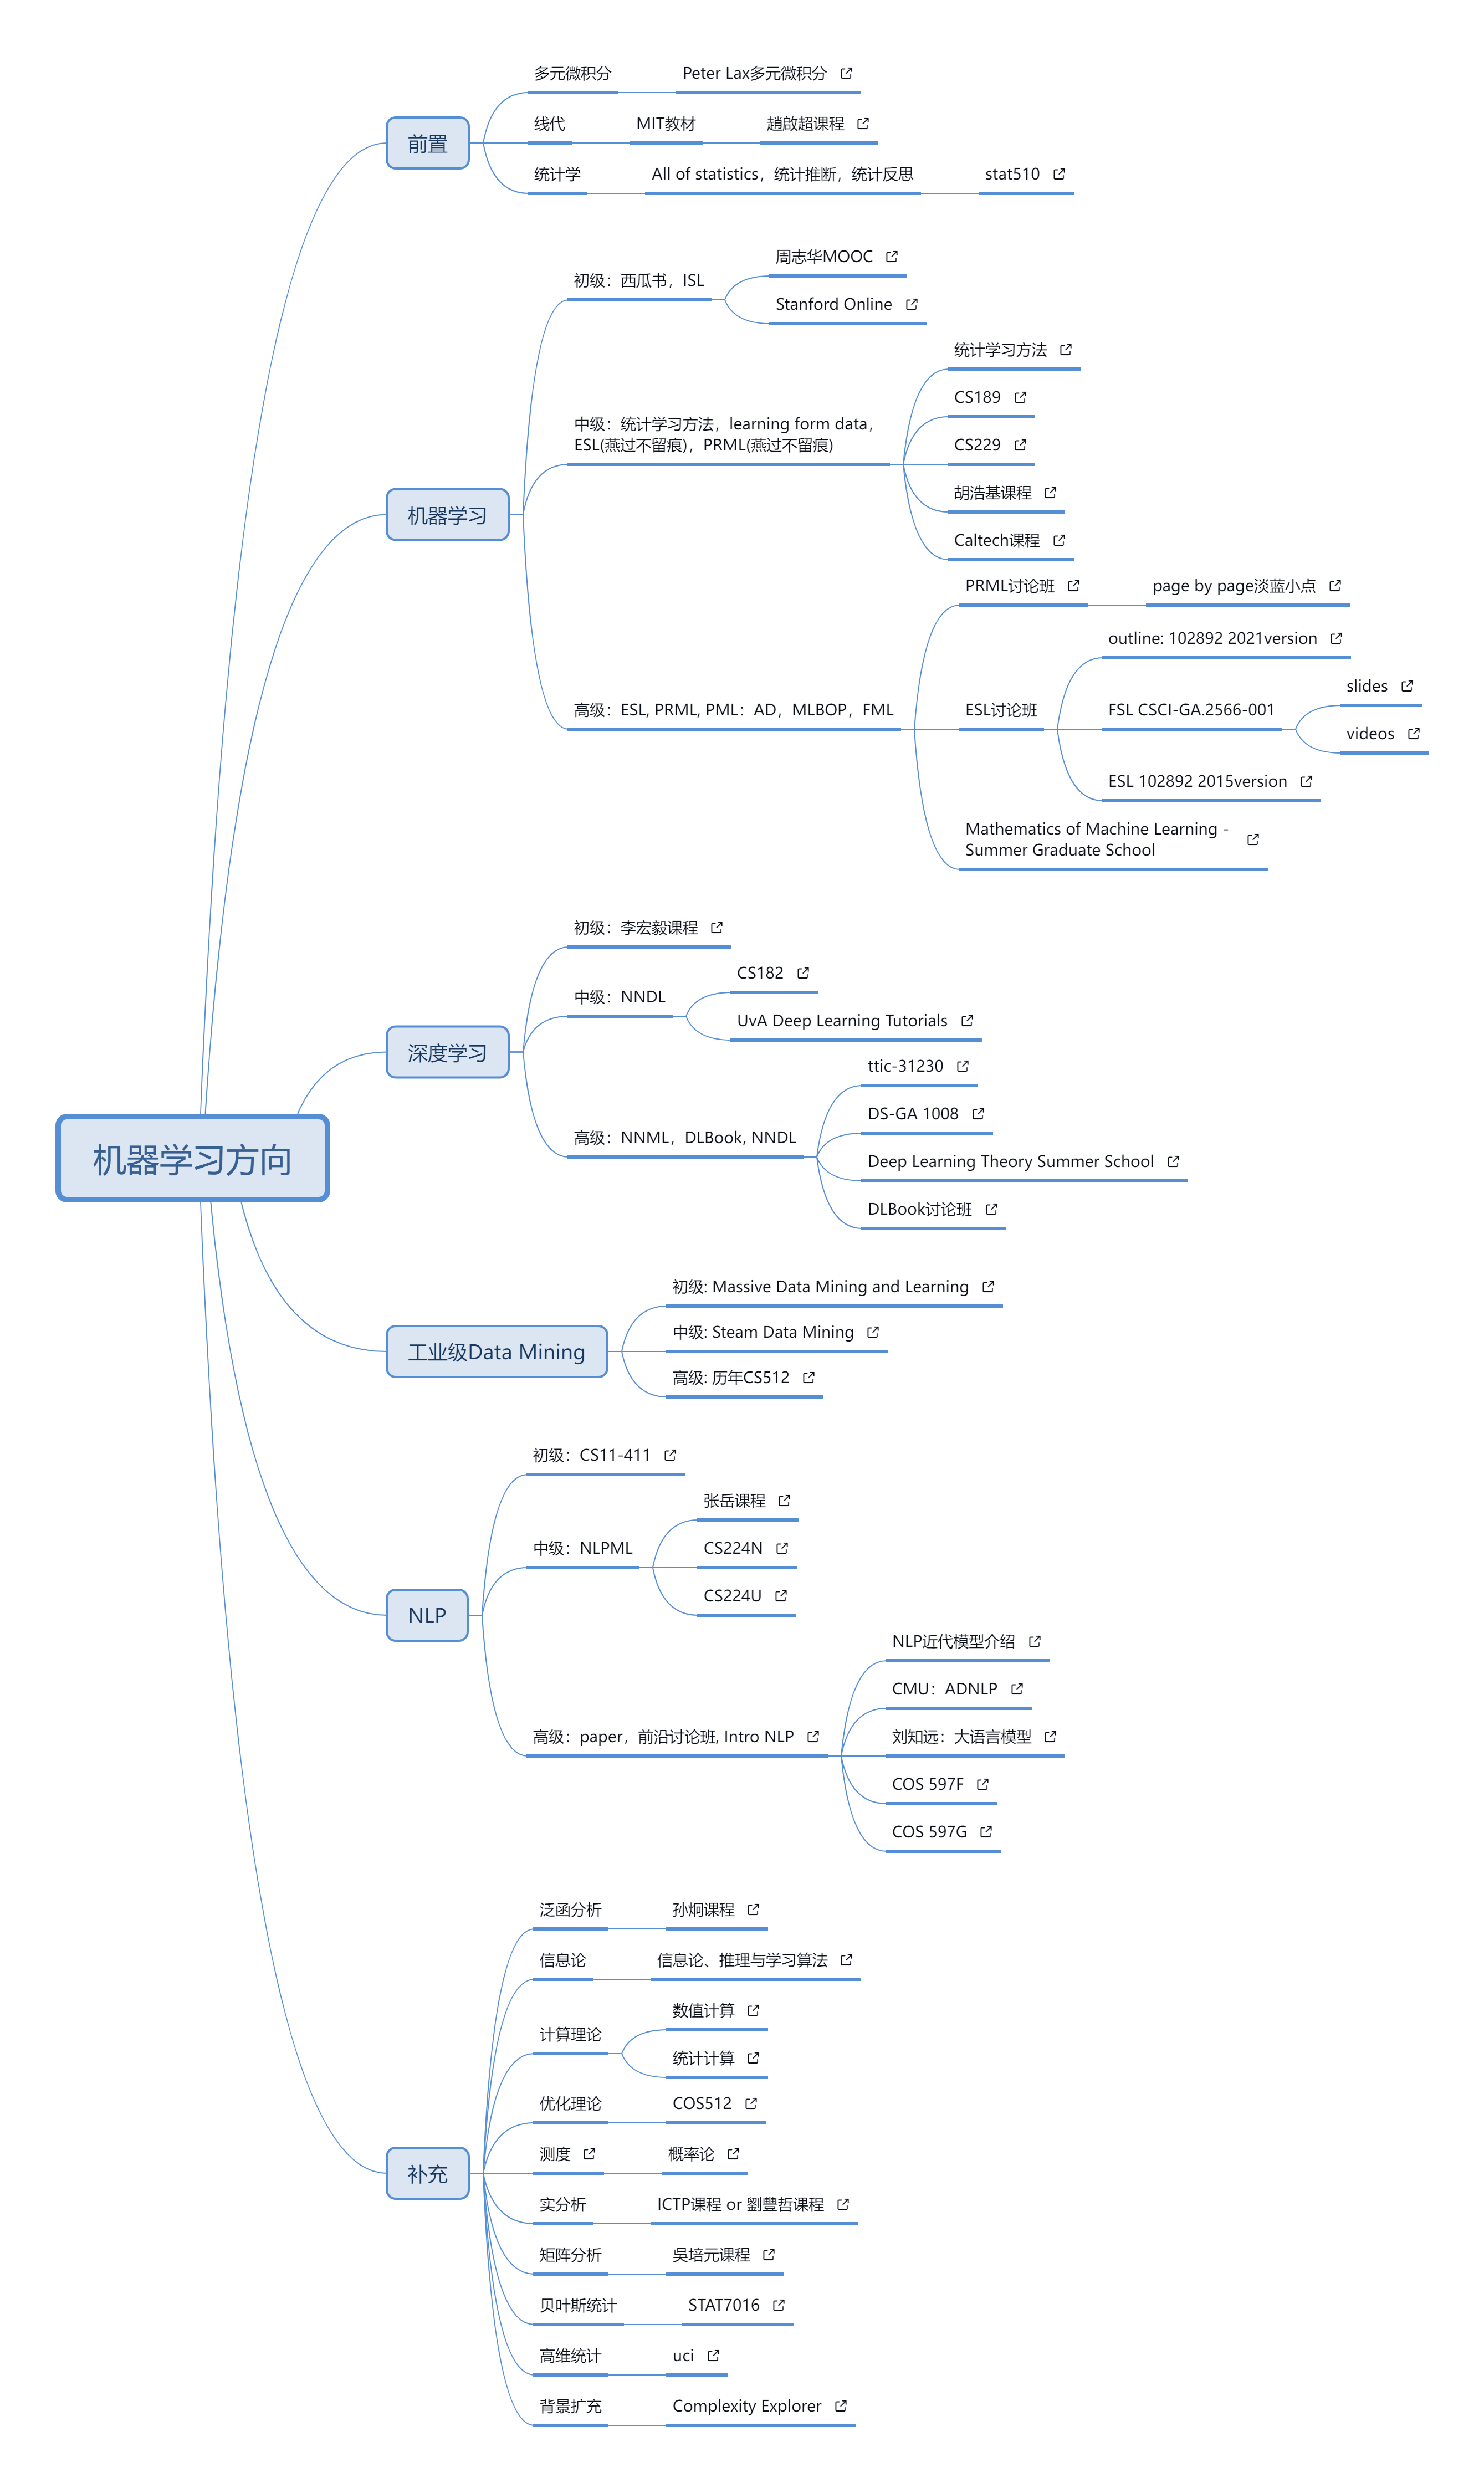 多元微积分
Peter Lax多元微积分
线代
MIT教材
趙啟超课程
前置
统计学
All of statistics，统计推断，统计反思
stat510
周志华MOOC
初级：西瓜书，ISL
Stanford Online
统计学习方法
CS189
中级：统计学习方法，learning form data，
ESL(燕过不留痕)，PRML(燕过不留痕)
CS229
胡浩基课程
机器学习
Caltech课程
PRML讨论班
page by page淡蓝小点
outline: 102892 2021version
slides
高级：ESL, PRML, PML：AD，MLBOP，FML
ESL讨论班
FSL CSCI-GA.2566-001
videos
ESL 102892 2015version
Mathematics of Machine Learning -
Summer Graduate School
初级：李宏毅课程
CS182
中级：NNDL
UvA Deep Learning Tutorials
深度学习
ttic-31230
DS-GA 1008
高级：NNML，DLBook, NNDL
Deep Learning Theory Summer School
机器学习方向
DLBook讨论班
初级: Massive Data Mining and Learning
中级: Steam Data Mining
工业级Data Mining
高级: 历年CS512
初级：CS11-411
张岳课程
中级：NLPML
CS224N
CS224U
NLP
NLP近代模型介绍
CMU：ADNLP
高级：paper，前沿讨论班, Intro NLP
刘知远：大语言模型
COS 597F
COS 597G
泛函分析
孙炯课程
信息论
信息论、推理与学习算法
数值计算
计算理论
统计计算
优化理论
COS512
测度
概率论
补充
实分析
ICTP课程 or 劉豐哲课程
矩阵分析
吳培元课程
贝叶斯统计
STAT7016
高维统计
uci
背景扩充
Complexity Explorer